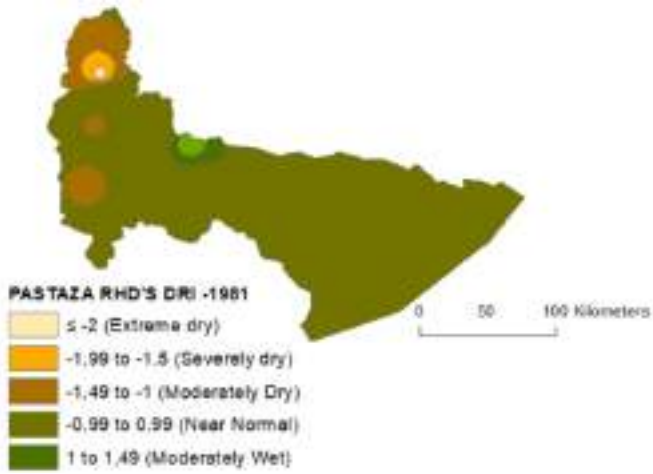 0 50 100 Kilometers
PASTAZA RHD'S DRI -1981
≤ -2 (Extreme dry)
-1,99 to -1.5 (Severely dry)
-1,49 to -1 (Moderately Dry)
-0,99 to 0,99 (Near Normal)
1 to 1,49 (Moderately Wet)